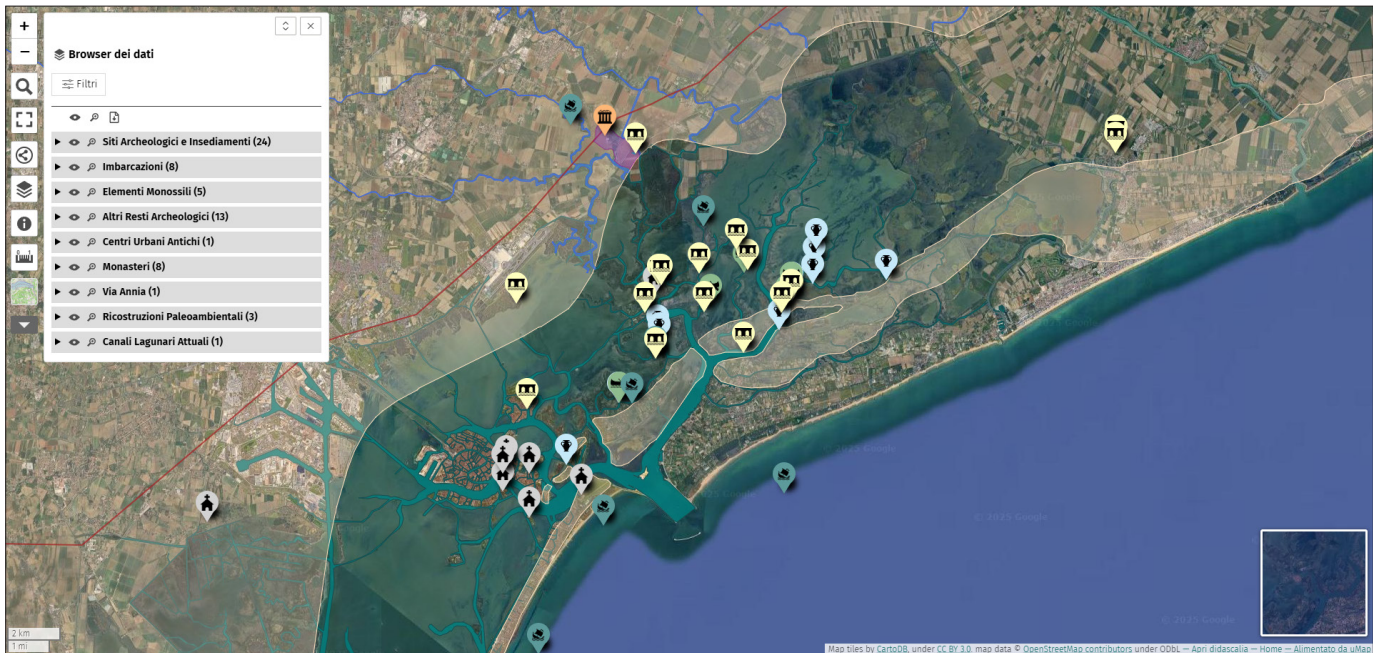 +
−
Browser dei dati
Filtri
Siti Archeologici e Insediamenti (24)
Imbarcazioni (8)
Elementi Monossili (5)
Altri Resti Archeologici (13)
Centri Urbani Antichi (1)
Monasteri (8)
Via Annia (1)
Ricostruzioni Paleoambientali (3)
Canali Lagunari Attuali (1)
© 2025 Google
2025 Google
© 2025 Google
© 2025 Google
2 km
1 mi
Map tiles by CartoDB, under CC BY 3.0. map data © OpenStreetMap contributors under ODbL — Apri didascalia — Home — Alimentato da uMap